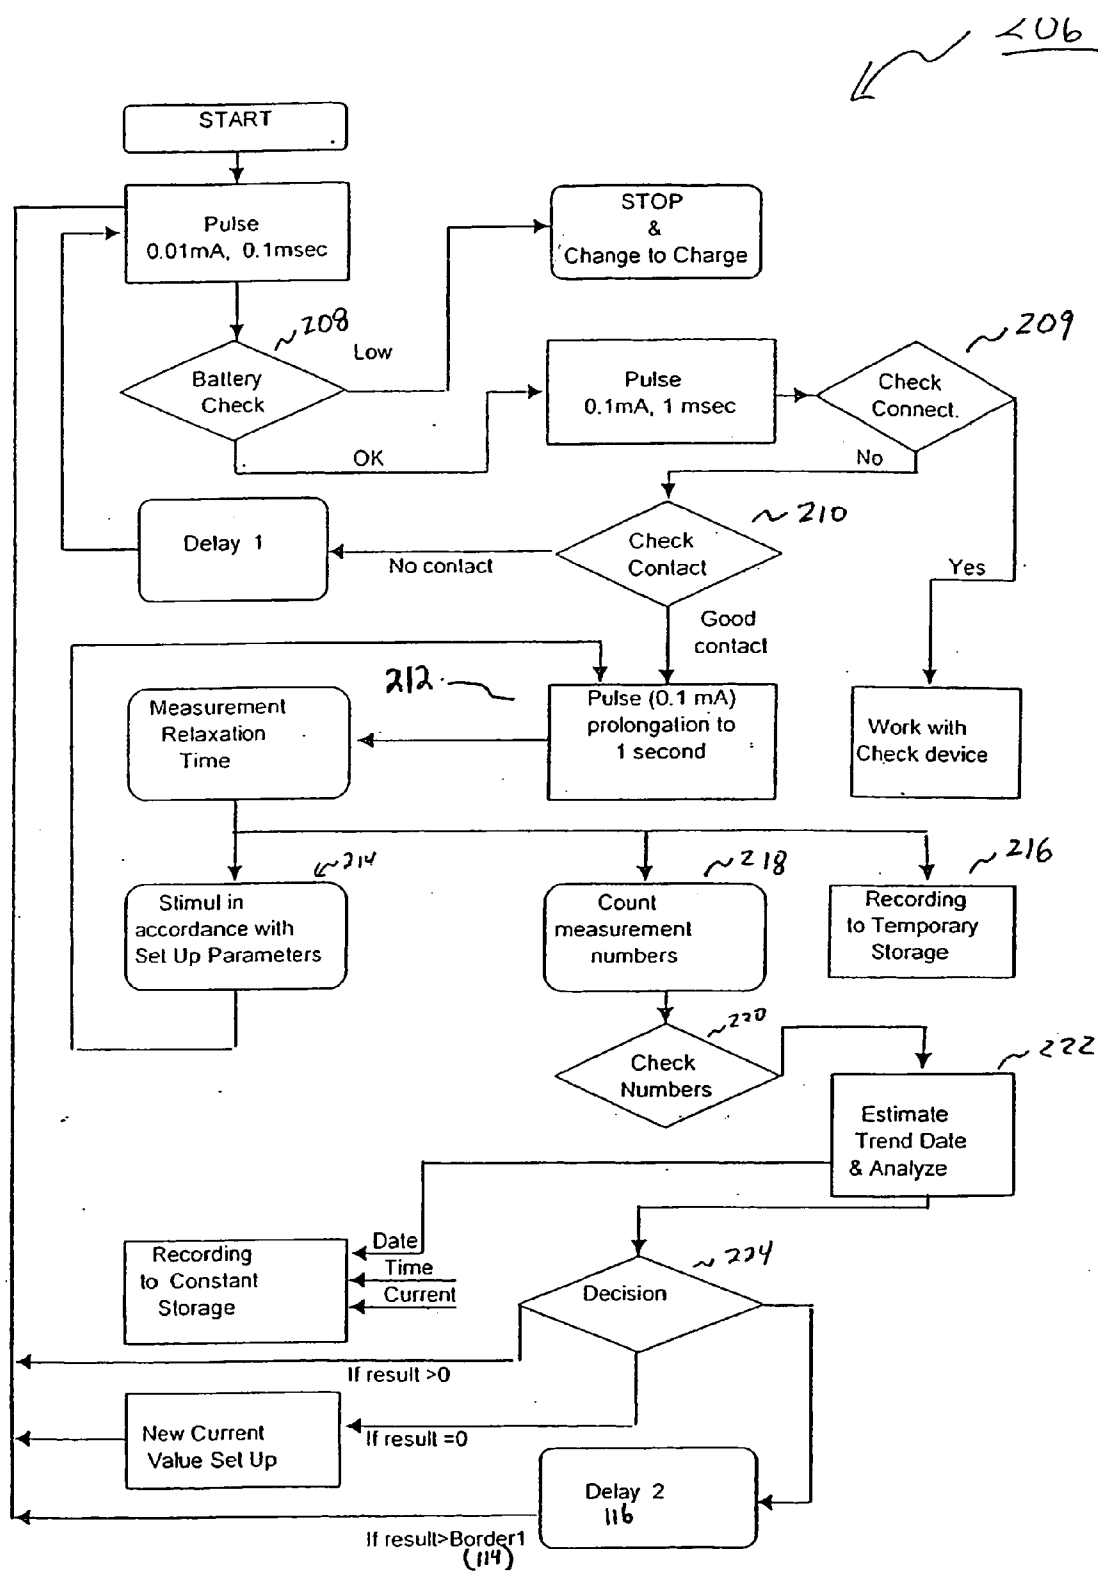 206
START
Pulse
0.01mA, 0.1msec
STOP
&
Change to Charge
208
Battery
Check
Low
OK
Pulse
0.1mA, 1 msec
209
Check
Connect.
No
Yes
Delay 1
No contact
210
Check
Contact
Good
contact
212
Measurement
Relaxation
Time
Pulse (0.1 mA)
prolongation to
1 second
Work with
Check device
214
Stimul in
accordance with
Set Up Parameters
218
Count
measurement
numbers
216
Recording
to Temporary
Storage
220
Check
Numbers
222
Estimate
Trend Date
& Analyze
Recording
to Constant
Storage
Date
Time
Current
224
Decision
If result >0
New Current
Value Set Up
If result =0
Delay 2
116
If result>Border1
(114)